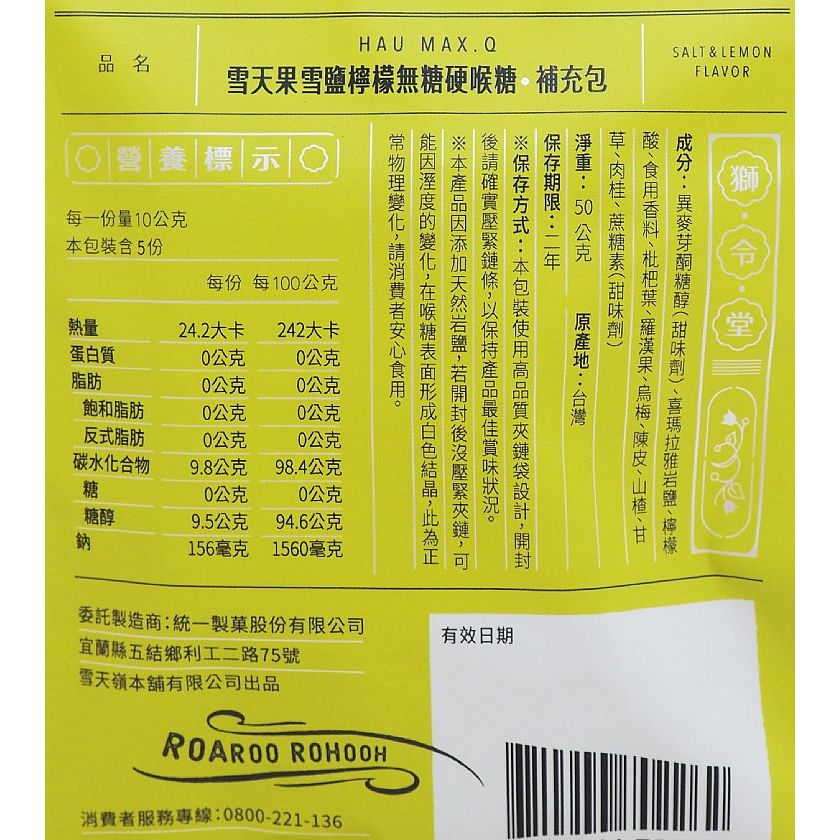 品名
HAU MAX.Q
雪天果雪鹽檸檬無糖硬喉糖•補充包
SALT&LEMON
FLAVOR
獅令堂
成分：異麥芽酮糖醇(甜味劑)、喜瑪拉雅岩鹽、檸檬
酸、食用香料、枇杷葉、羅漢果、烏梅、陳皮、山楂、甘
草、肉桂、蔗糖素(甜味劑)
淨重：50公克 原產地：台灣
保存期限：二年
※保存方式：本包裝使用高品質夾鏈袋設計，開封
後請確實壓緊鏈條，以保持產品最佳賞味狀況。
※本產品因添加天然岩鹽，若開封後沒壓緊夾鏈，可
能因溼度的變化，在喉糖表面形成白色結晶，此為正
常物理變化，請消費者安心食用。
營養標示
每一份量10公克
本包裝含5份
每份 每100公克
熱量 24.2大卡 242大卡
蛋白質 0公克 0公克
脂肪 0公克 0公克
飽和脂肪 0公克 0公克
反式脂肪 0公克 0公克
碳水化合物 9.8公克 98.4公克
糖 0公克 0公克
糖醇 9.5公克 94.6公克
鈉 156毫克 1560毫克
委託製造商：統一製菓股份有限公司
宜蘭縣五結鄉利工二路75號
雪天嶺本舖有限公司出品
ROAROO ROHOOH
消費者服務專線：0800-221-136
有效日期